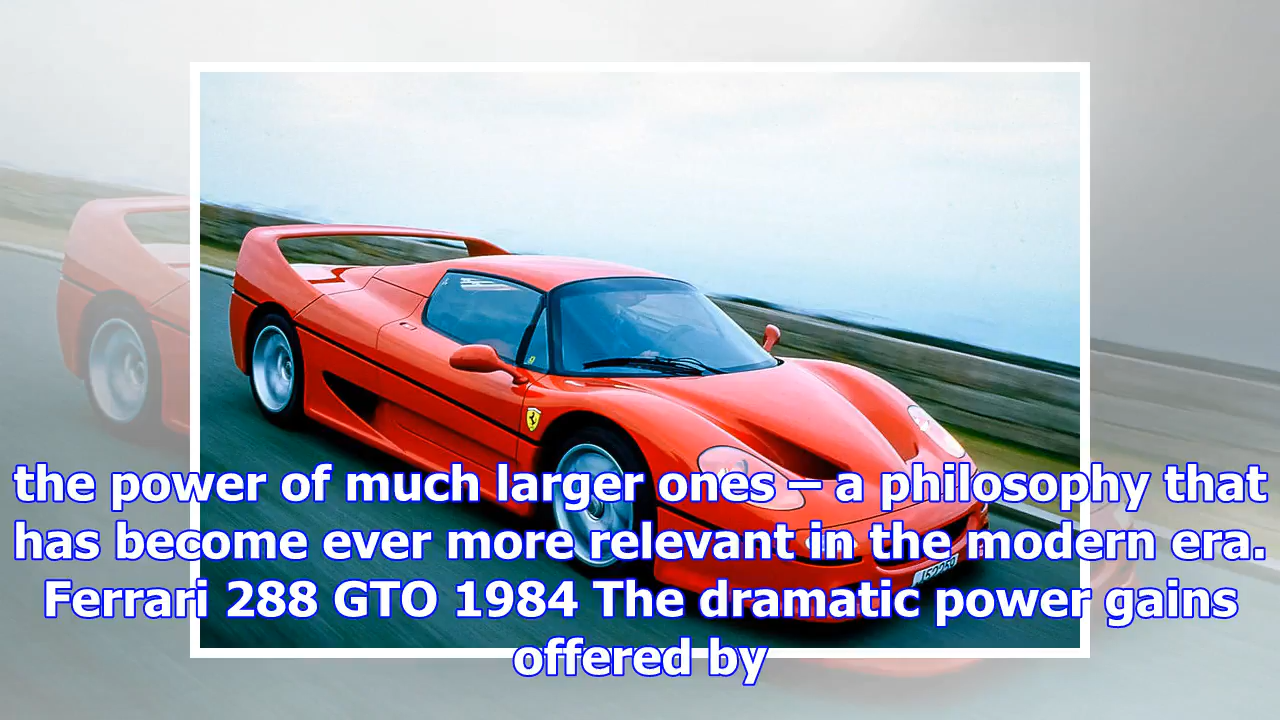 the power of much larger ones – a philosophy that
has become ever more relevant in the modern era.
Ferrari 288 GTO 1984 The dramatic power gains
offered by